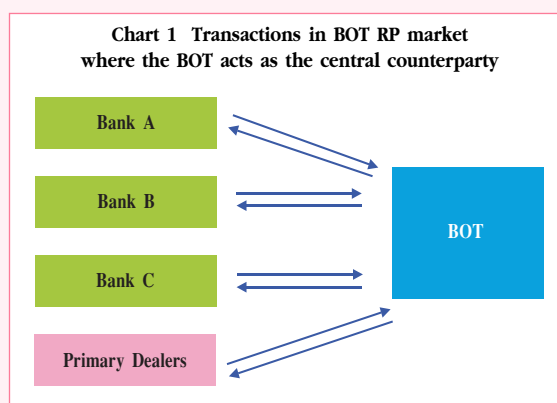 Chart 1 Transactions in BOT RP market
where the BOT acts as the central counterparty
Bank A
Bank B
BOT
Bank C
Primary Dealers